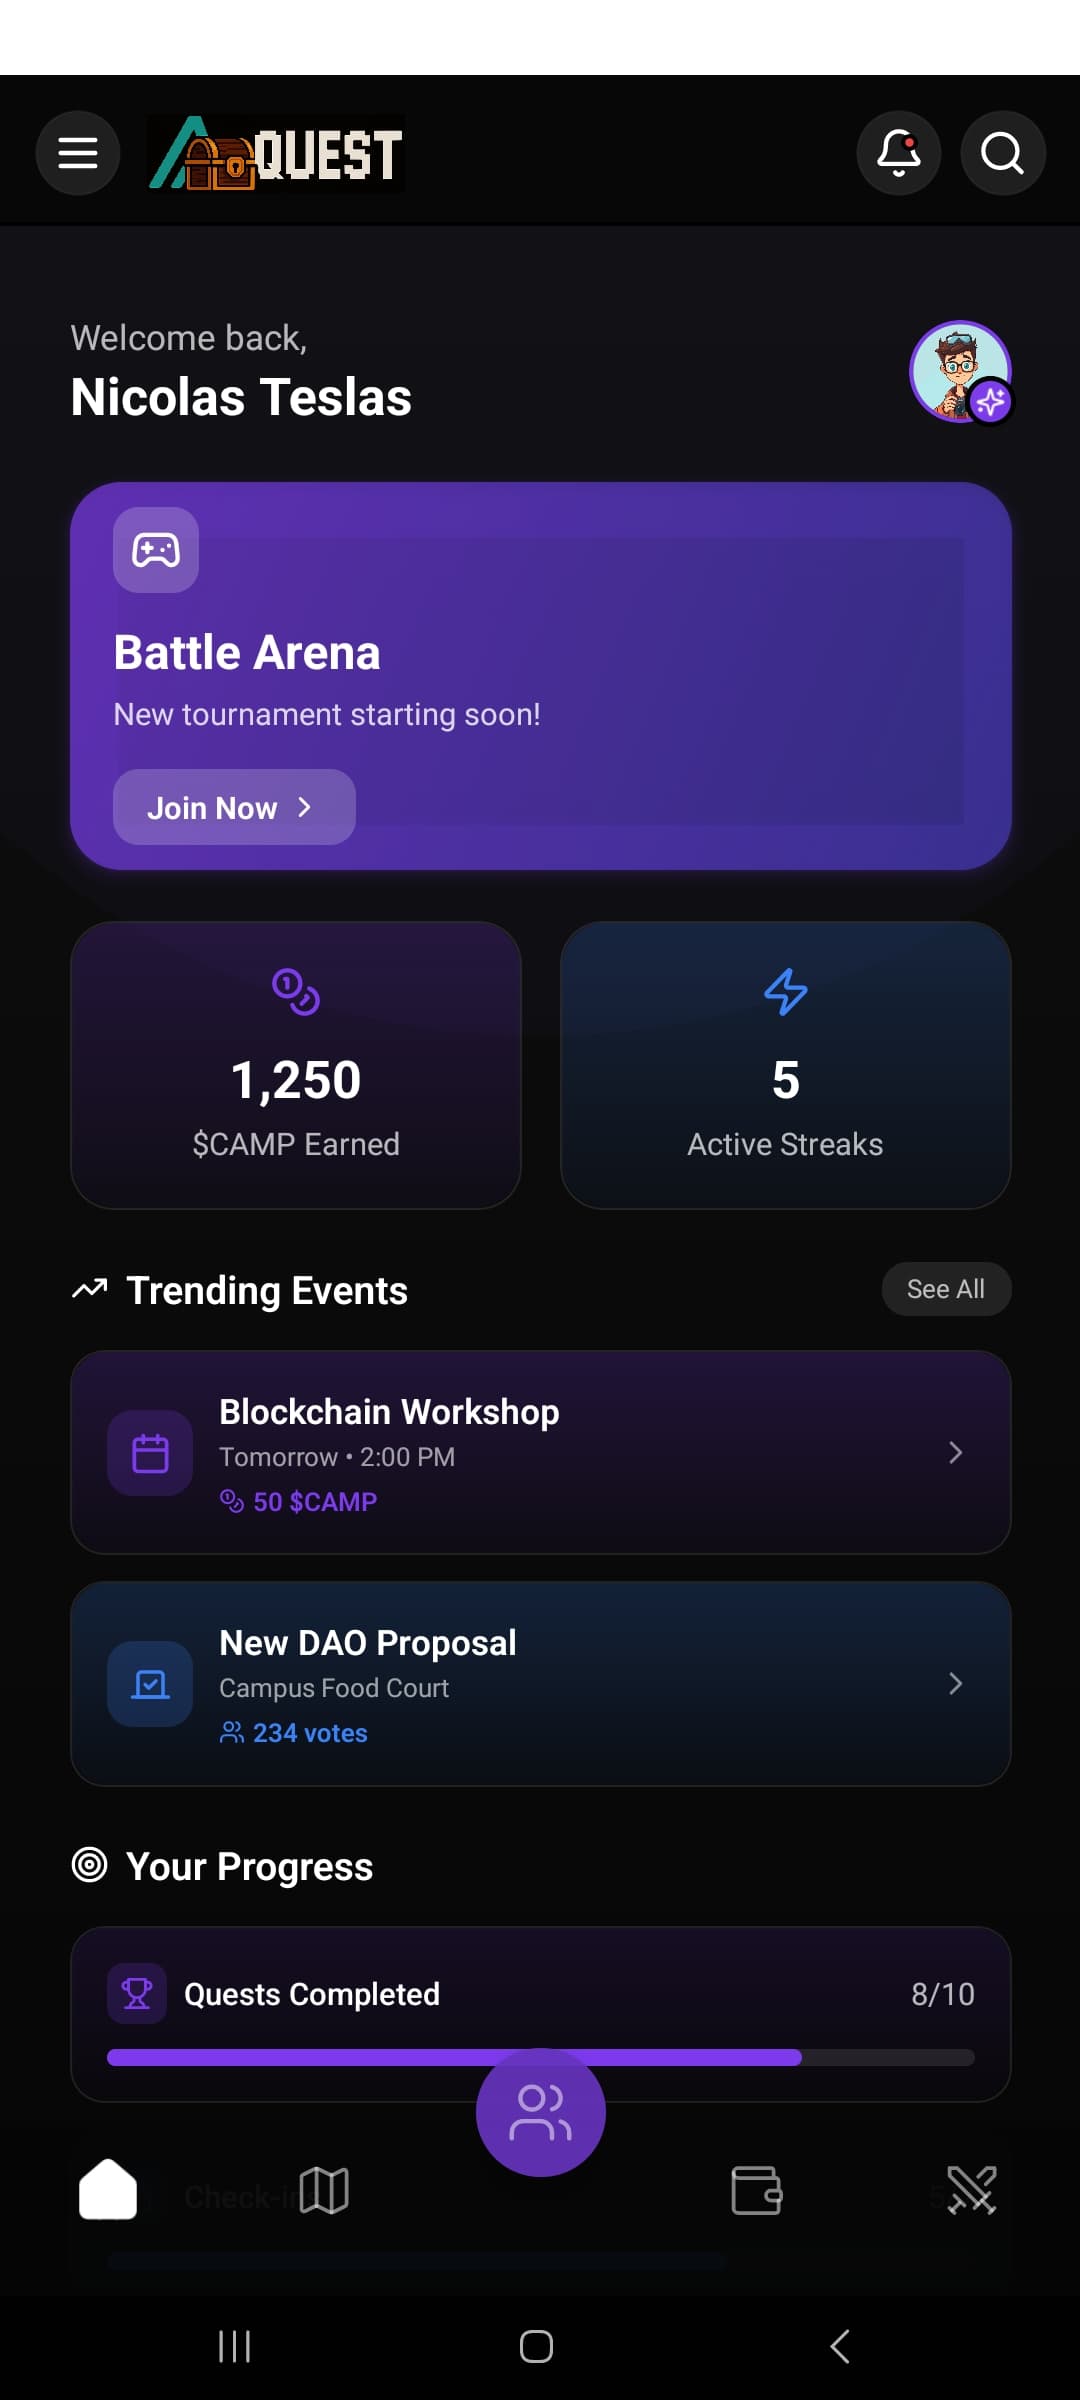 QUEST
Welcome back,
Nicolas Teslas
Battle Arena
New tournament starting soon!
Join Now
1,250
$CAMP Earned
5
Active Streaks
Trending Events
See All
Blockchain Workshop
Tomorrow • 2:00 PM
50 $CAMP
New DAO Proposal
Campus Food Court
234 votes
Your Progress
Quests Completed
8/10